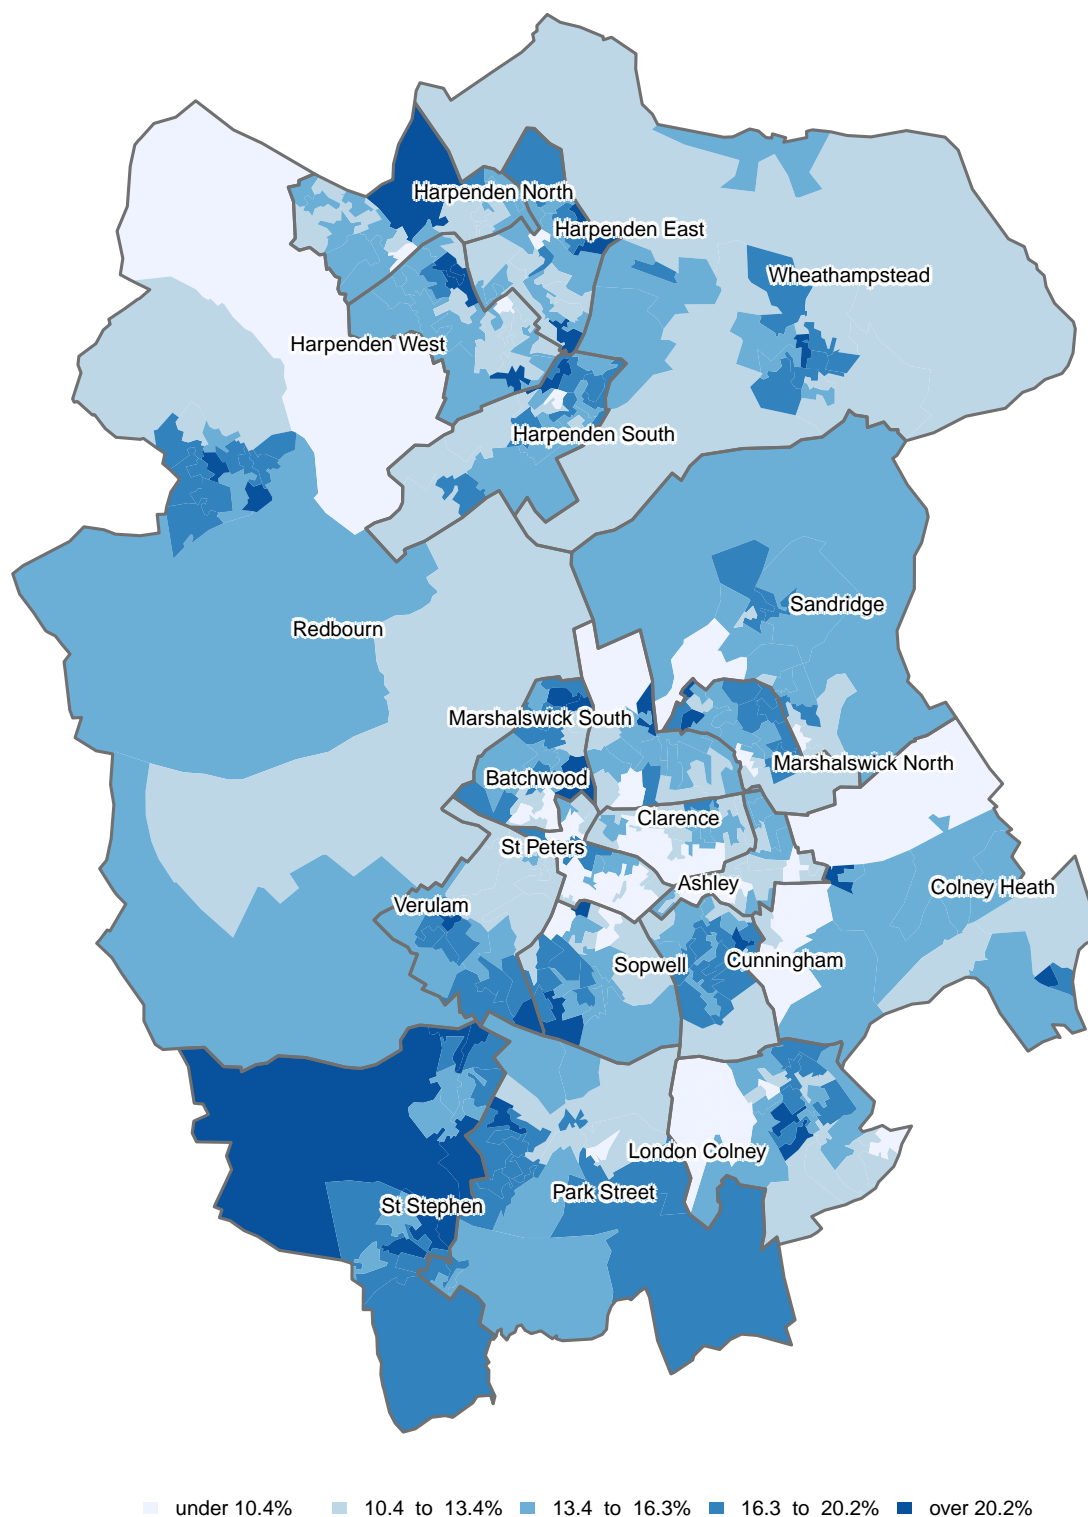 Harpenden North
Harpenden East
Wheathampstead
Harpenden West
Harpenden South
Sandridge
Redbourn
Marshalswick South
Marshalswick North
Batchwood
Clarence
St Peters
Ashley
Colney Heath
Verulam
Cunningham
Sopwell
London Colney
Park Street
St Stephen
under 10.4% 10.4 to 13.4% 13.4 to 16.3% 16.3 to 20.2% over 20.2%